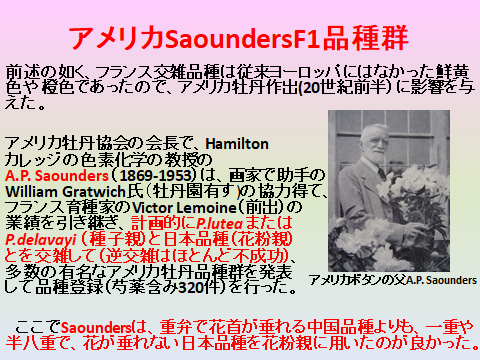 アメリカSaoundersF1品種群
前述の如く、フランス交雑品種は従来ヨーロッパにはなかった鮮黄
色や橙色であったので、アメリカ牡丹作出(20世紀前半）に影響を与
えた。
アメリカ牡丹協会の会長で、Hamilton
カレッジの色素化学の教授の
A.P. Saounders（1869-1953）は、画家で助手の
William Gratwich氏（牡丹園有す)の協力得て、
フランス育種家のVictor Lemoine（前出）の
業績を引き継ぎ、計画的にP.luteaまたは
P.delavayi（種子親）と日本品種（花粉親）
とを交雑して（逆交雑はほとんど不成功）、
多数の有名なアメリカ牡丹品種群を発表
して品種登録（芍薬含み320件）を行った。
アメリカボタンの父A.P. Saounders
ここでSaoundersは、重弁で花首が垂れる中国品種よりも、一重や
半八重で、花が垂れない日本品種を花粉親に用いたのが良かった。